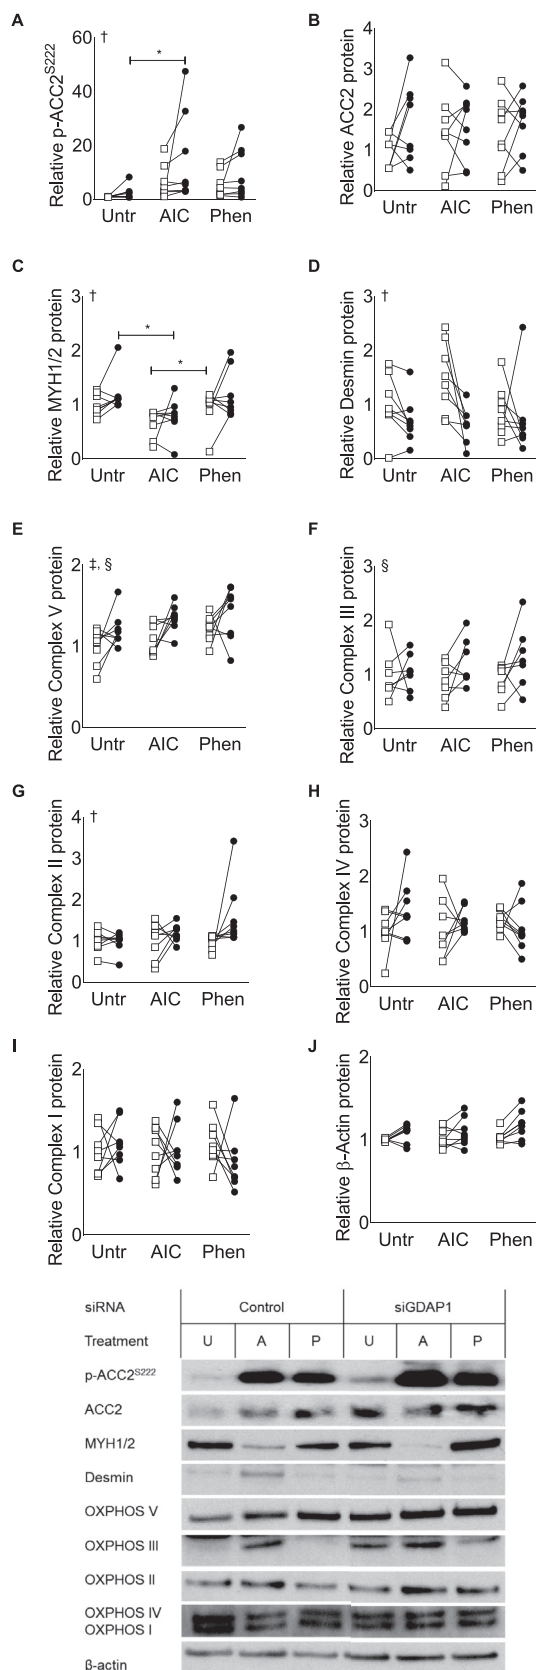 A
B
Relative p-ACC2S222
†
60
40
20
0
*
Untr AIC Phen
Relative ACC2 protein
4
3
2
1
0
Untr AIC Phen
C
D
Relative MYH1/2 protein
†
3
2
1
0
*
*
Untr AIC Phen
Relative Desmin protein
†
3
2
1
0
Untr AIC Phen
E
F
Relative Complex V protein
‡, §
2
1
0
Untr AIC Phen
Relative Complex III protein
§
3
2
1
0
Untr AIC Phen
G
H
Relative Complex II protein
†
4
3
2
1
0
Untr AIC Phen
Relative Complex IV protein
3
2
1
0
Untr AIC Phen
I
J
Relative Complex I protein
2
1
0
Untr AIC Phen
Relative β-Actin protein
2
1
0
Untr AIC Phen
siRNA Control siGDAP1
Treatment U A P U A P
p-ACC2S222
ACC2
MYH1/2
Desmin
OXPHOS V
OXPHOS III
OXPHOS II
OXPHOS IV
OXPHOS I
β-actin